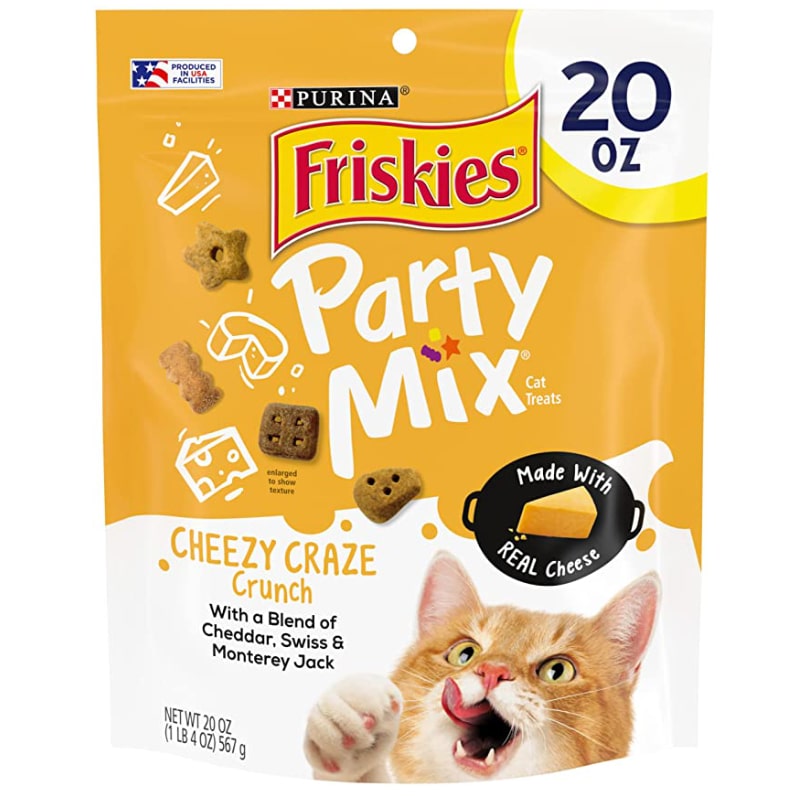 PRODUCED
IN USA
FACILITIES
PURINA®
20
OZ
Friskies®
Party
Mix®
Cat
Treats
enlarged
to show
texture
Made With
REAL Cheese
CHEEZY CRAZE
Crunch
With a Blend of
Cheddar, Swiss &
Monterey Jack
NET WT 20 OZ
(1 LB 4 OZ) 567 g